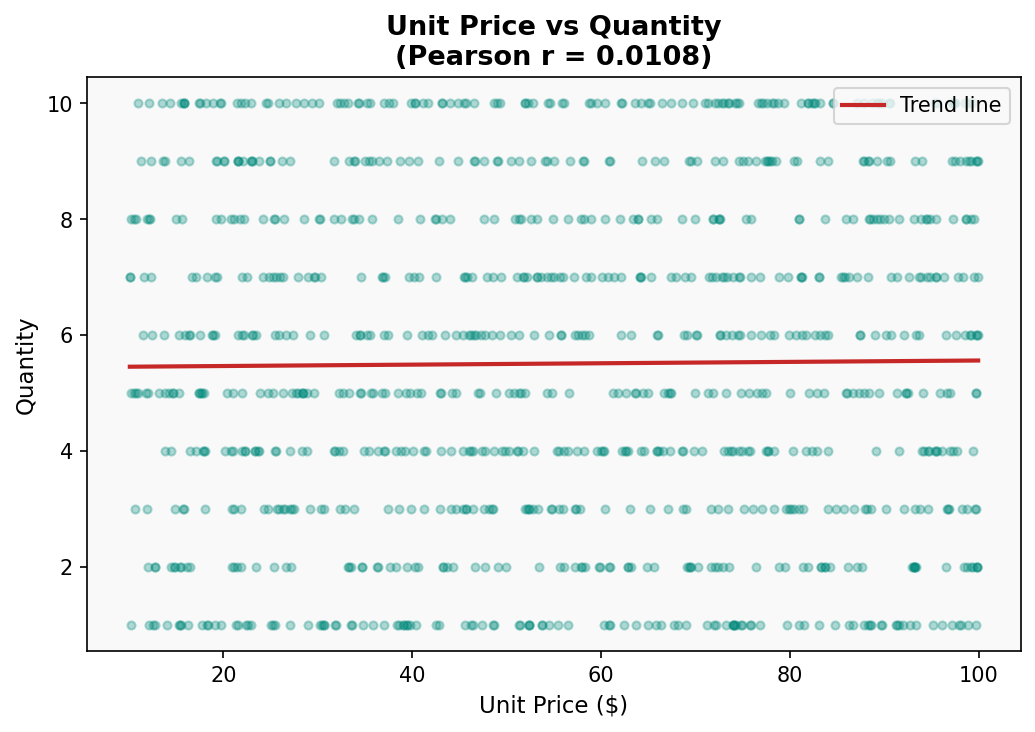 Unit Price vs Quantity
(Pearson r = 0.0108)
Trend line
Quantity
10
8
6
4
2
20 40 60 80 100
Unit Price ($)